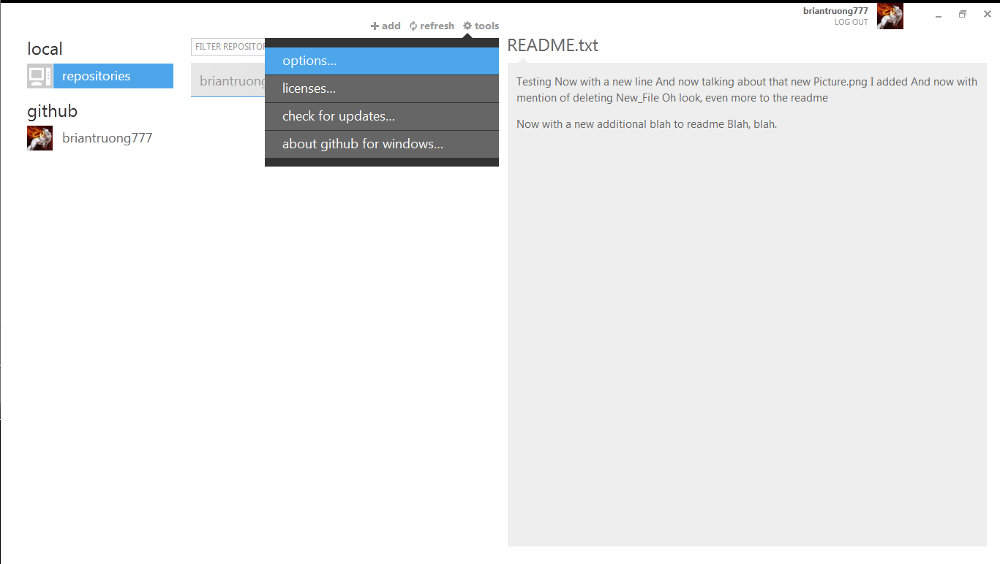 briantruong777
LOG OUT
add refresh tools
local
repositories
github
briantruong777
FILTER
options...
licenses...
check for updates...
about github for windows...
README.txt
Testing Now with a new line And now talking about that new Picture.png I added And now with
mention of deleting New_File Oh look, even more to the readme
Now with a new additional blah to readme Blah, blah.